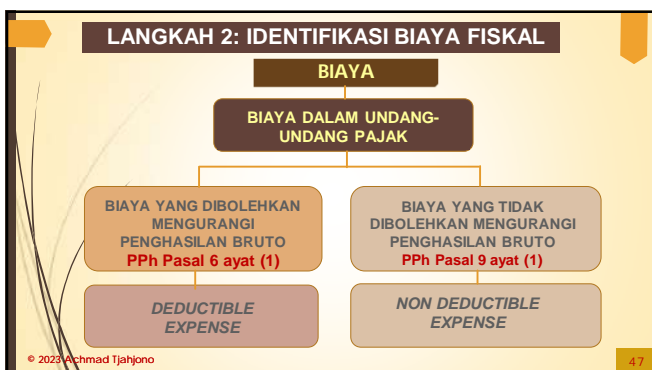 LANGKAH 2: IDENTIFIKASI BIAYA FISKAL
BIAYA
BIAYA DALAM UNDANG-
UNDANG PAJAK
BIAYA YANG DIBOLEHKAN
MENGURANGI
PENGHASILAN BRUTO
PPh Pasal 6 ayat (1)
BIAYA YANG TIDAK
DIBOLEHKAN MENGURANGI
PENGHASILAN BRUTO
PPh Pasal 9 ayat (1)
DEDUCTIBLE
EXPENSE
NON DEDUCTIBLE
EXPENSE
© 2023 Achmad Tjahjono
47